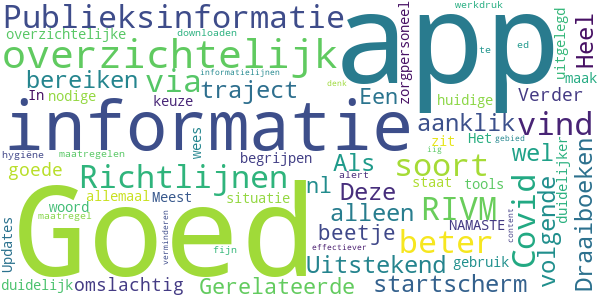 Publieksinformatie
app
werkdruk
overzichtelijke
downloaden
zorgpersoneel
uitgelegd
Heel
overzichtelijk
te
ed
informatielijnen
bereiken
via
In
nodige
keuze
traject
Een
denk
huidige
maak
Verder
informatie
aanklik
vind
maatregelen
hygiëne
Wees
begrijpen
Als
zit
Het
gebied
duidelijker
goede
Richtlijnen
nl
Deze
soort
wel
iig
alert
allemaal
Meest
situatie
staat
tools
Covid
volgende
Draaiboeken
woord
alleen
RIVM
NAMASTE
maatregel
Goed
verminderen
beetje
beter
content
Updates
fijn
effectiever
Uitstekend
gebruik
duidelijk
omslachtig
Gerelateerde
startscherm